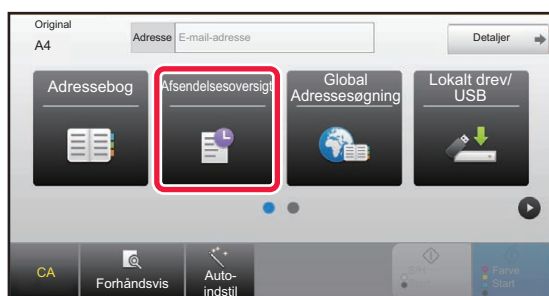 Original
A4
Adresse E-mail-adresse
Detaljer
Adressebog
Afsendelsesoversigt
Global
Adressesøgning
Lokalt drev/
USB
CA
Forhåndsvis
Auto-
indstil
Farve
Start